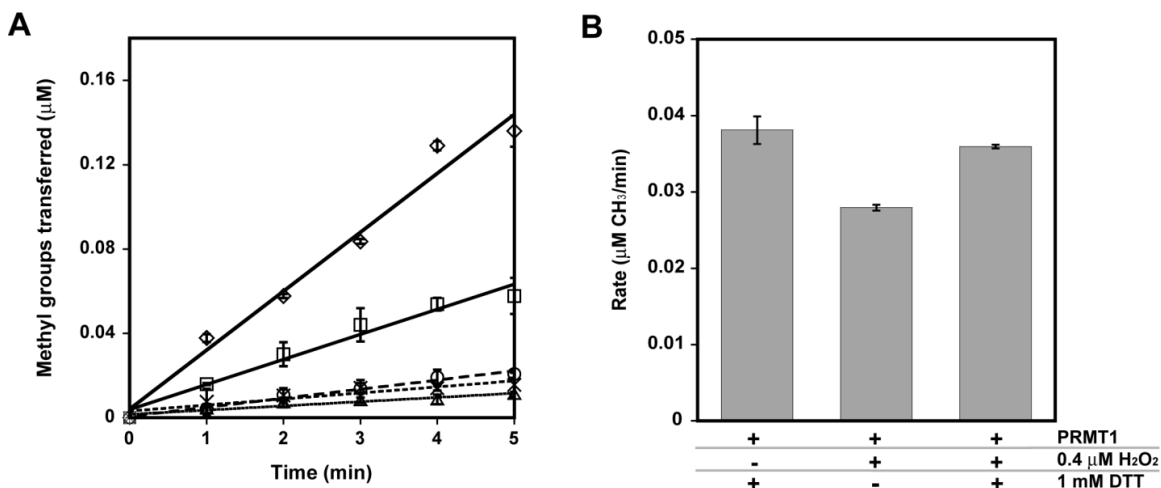 A
Methyl groups transferred (μM)
0.16
0.12
0.08
0.04
0
0 1 2 3 4 5
Time (min)
B
Rate (μM CH₃/min)
0.05
0.04
0.03
0.02
0.01
0
+ + + PRMT1
- + + 0.4 μM H₂O₂
+ - + 1 mM DTT